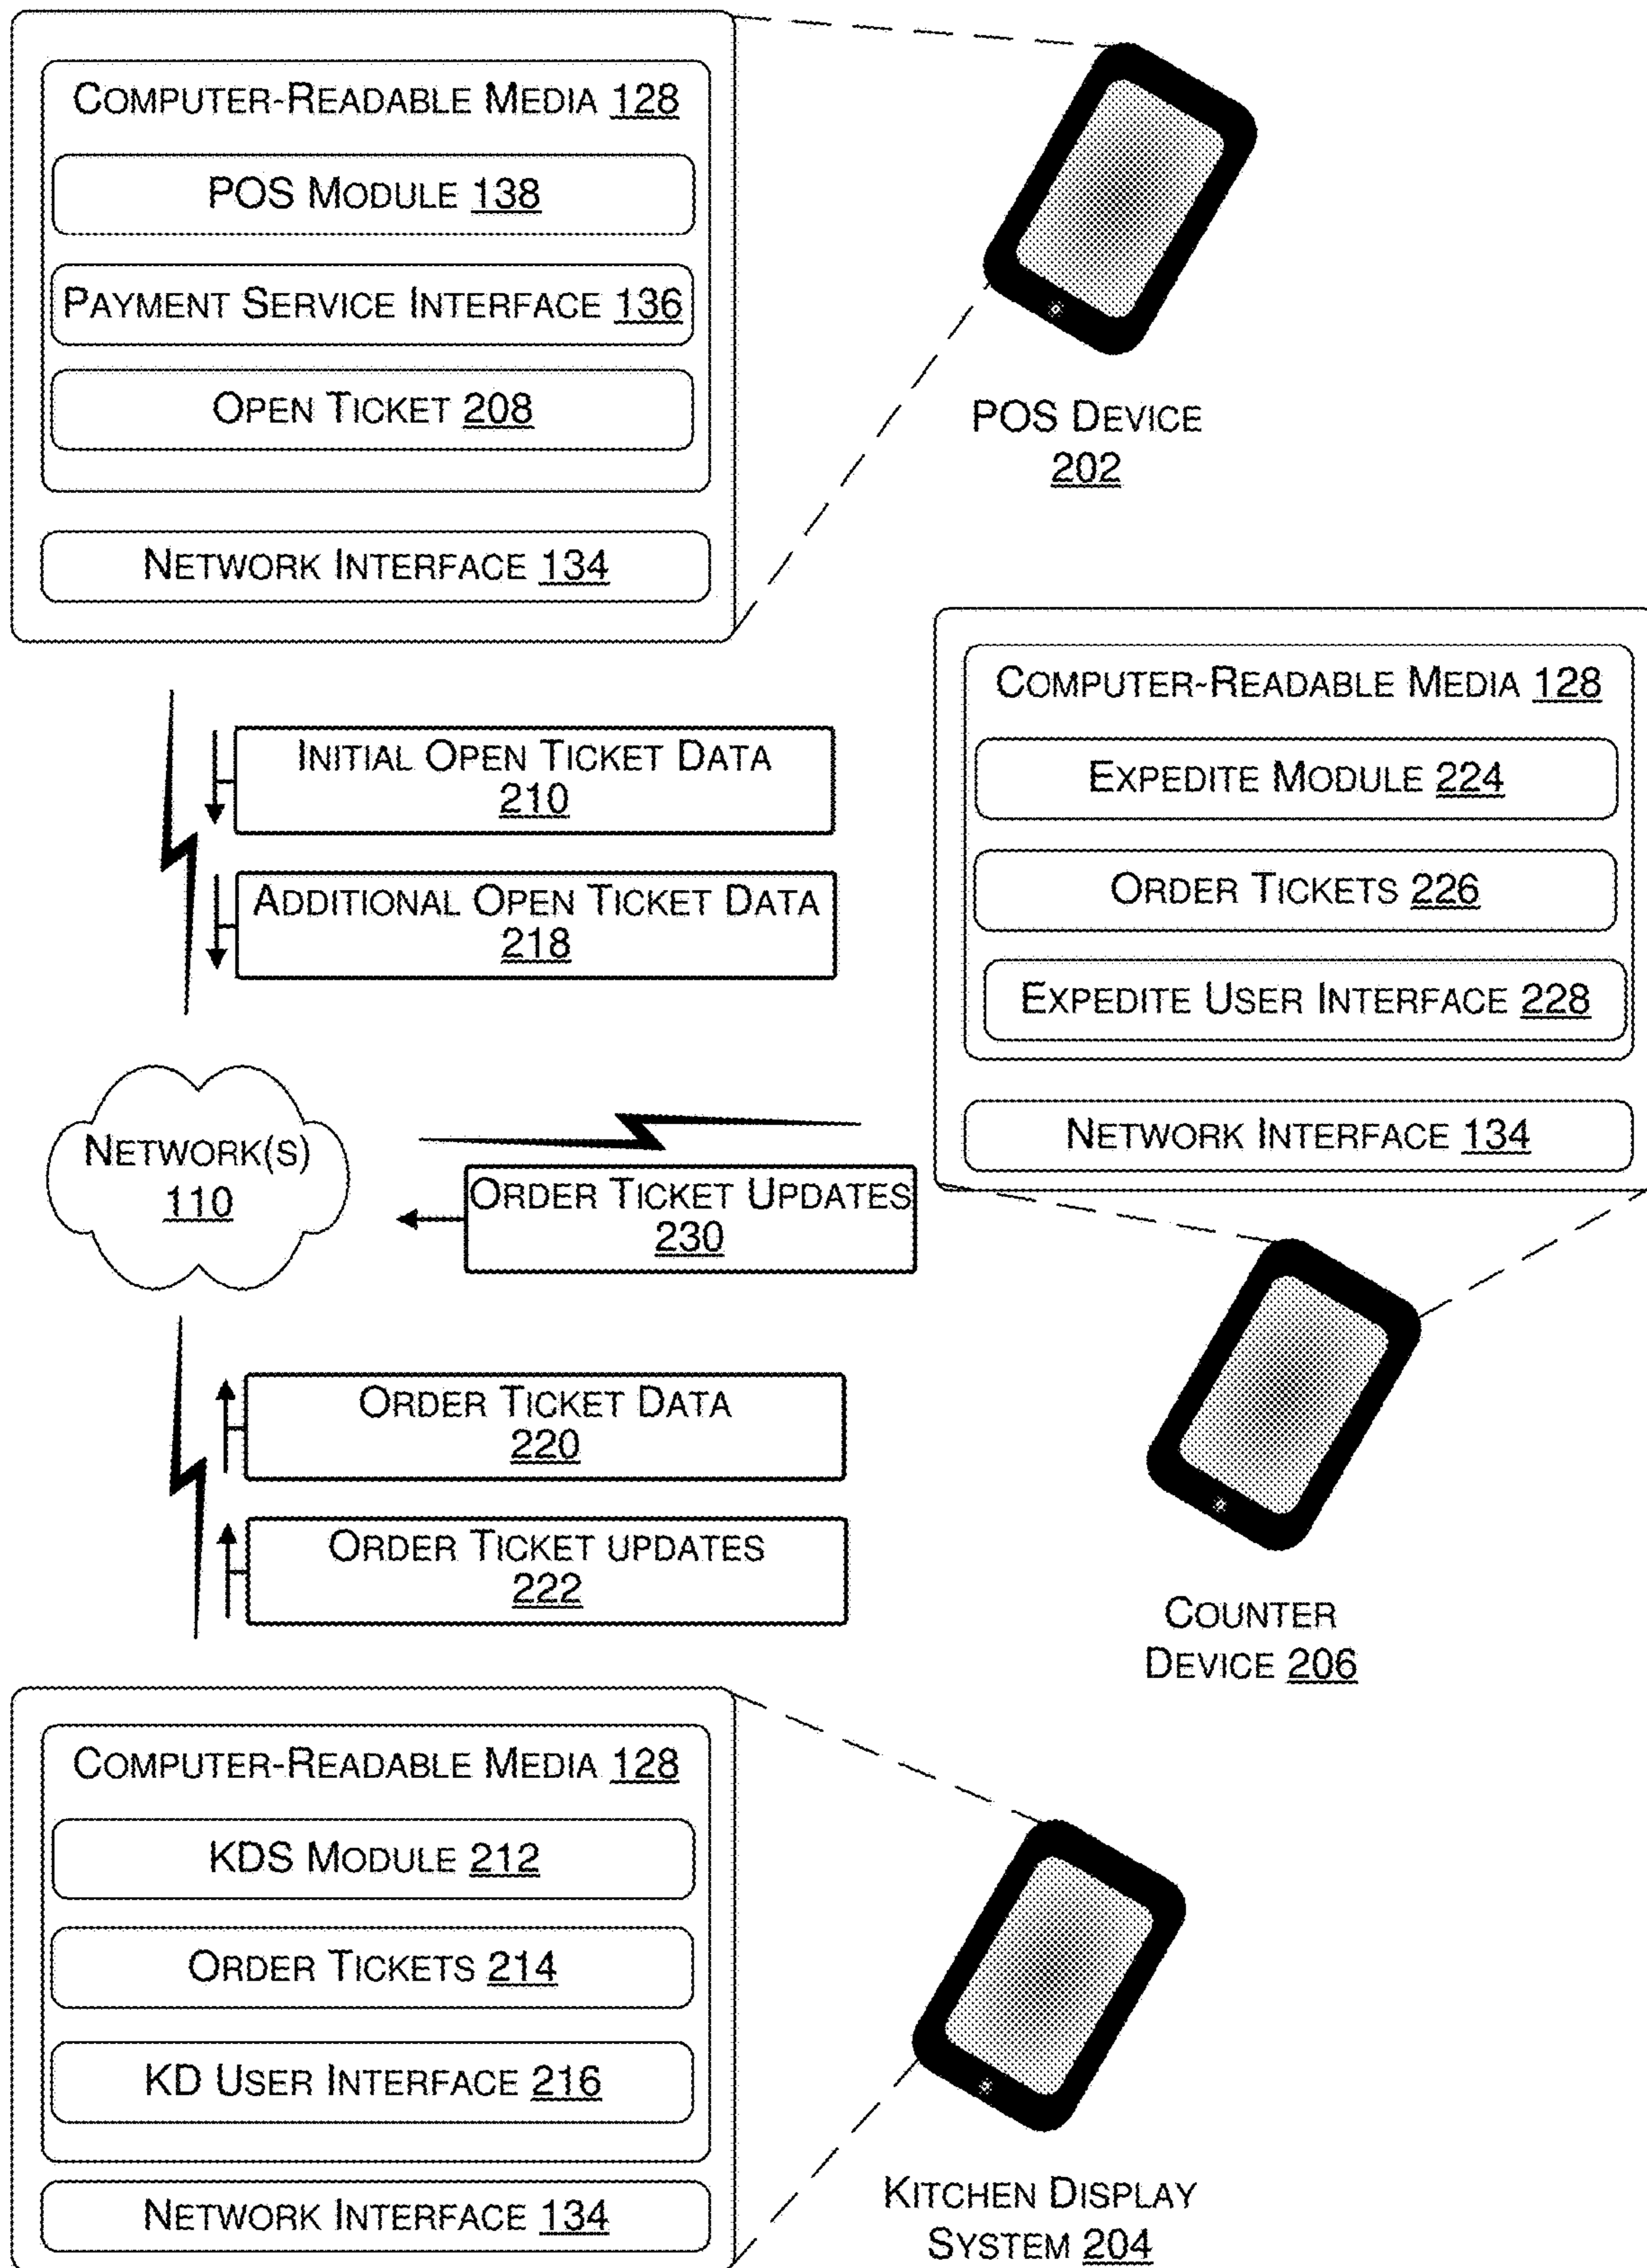 COMPUTER-READABLE MEDIA 128
POS MODULE 138
PAYMENT SERVICE INTERFACE 136
OPEN TICKET 208
NETWORK INTERFACE 134
POS DEVICE
202
INITIAL OPEN TICKET DATA
210
ADDITIONAL OPEN TICKET DATA
218
COMPUTER-READABLE MEDIA 128
EXPEDITE MODULE 224
ORDER TICKETS 226
EXPEDITE USER INTERFACE 228
NETWORK INTERFACE 134
NETWORK(S)
110
ORDER TICKET UPDATES
230
ORDER TICKET DATA
220
ORDER TICKET UPDATES
222
COUNTER
DEVICE 206
COMPUTER-READABLE MEDIA 128
KDS MODULE 212
ORDER TICKETS 214
KD USER INTERFACE 216
NETWORK INTERFACE 134
KITCHEN DISPLAY
SYSTEM 204